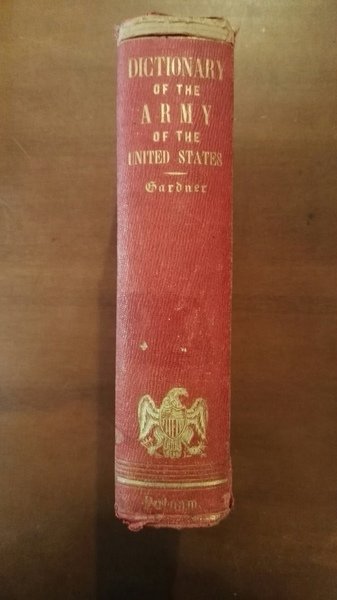 DICTIONARY
OF THE
ARMY
OF THE
UNITED STATES
Gardner
Putnam